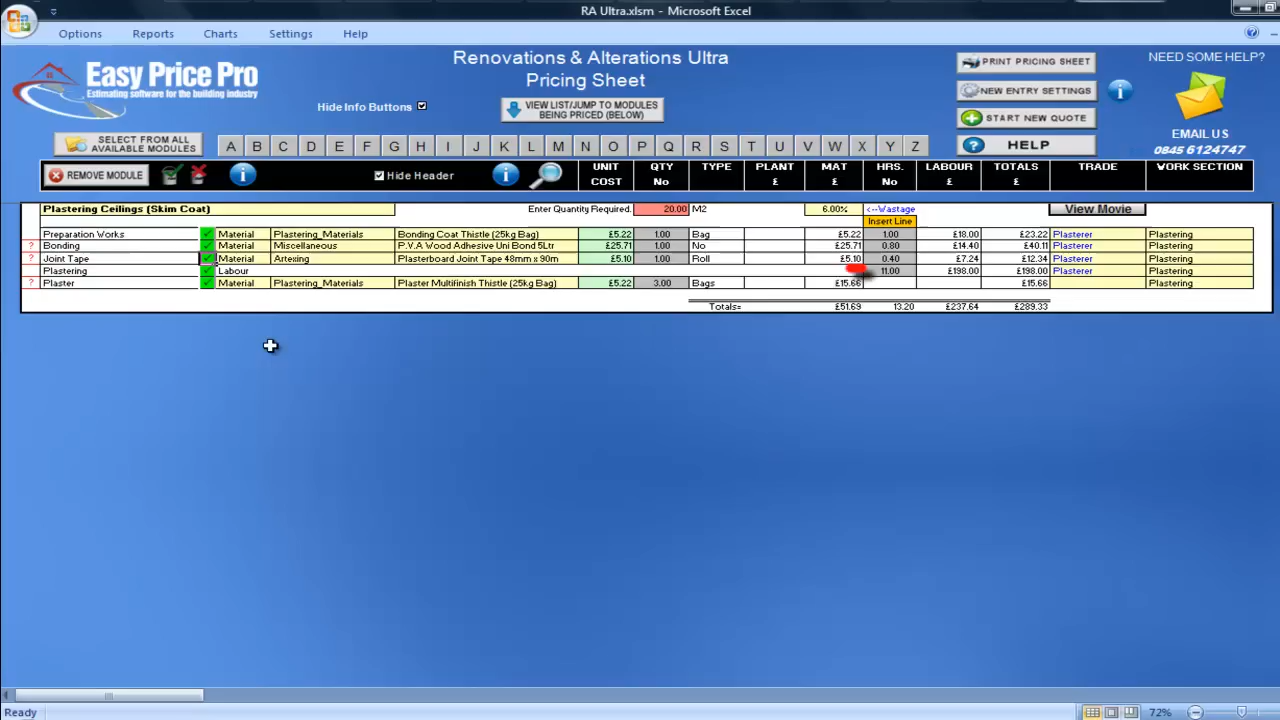 RA Ultra.xlsm - Microsoft Excel
Options Reports Charts Settings Help
Easy Price Pro
Estimating software for the building industry
Renovations & Alterations Ultra
Pricing Sheet
Hide Info Buttons
VIEW LIST/JUMP TO MODULES
BEING PRICED (BELOW)
PRINT PRICING SHEET
NEW ENTRY SETTINGS
START NEW QUOTE
HELP
NEED SOME HELP?
EMAIL US
0845 6124747
SELECT FROM ALL
AVAILABLE MODULES
A B C D E F G H I J K L M N O P Q R S T U V W X Y Z
REMOVE MODULE
Hide Header
UNIT COST QTY No TYPE PLANT £ MAT £ HRS. No LABOUR £ TOTALS £ TRADE WORK SECTION
Plastering Ceilings (Skim Coat) Enter Quantity Required. 20.00 M2 6.00% <--Wastage View Movie
Insert Line
Preparation Works Material Plastering_Materials Bonding Coat Thistle (25kg Bag) £5.22 1.00 Bag £5.22 1.00 £18.00 £23.22 Plasterer Plastering
? Bonding Material Miscellaneous P.V.A Wood Adhesive Uni Bond 5Ltr £25.71 1.00 No £25.71 0.80 £14.40 £40.11 Plasterer Plastering
? Joint Tape Material Artexing Plasterboard Joint Tape 48mm x 90m £5.10 1.00 Roll £5.10 0.40 £7.24 £12.34 Plasterer Plastering
Plastering Labour 11.00 £198.00 £198.00 Plasterer Plastering
? Plaster Material Plastering_Materials Plaster Multifinish Thistle (25kg Bag) £5.22 3.00 Bags £15.66 £15.66 Plastering
Totals= £51.69 13.20 £237.64 £289.33
Ready 72%